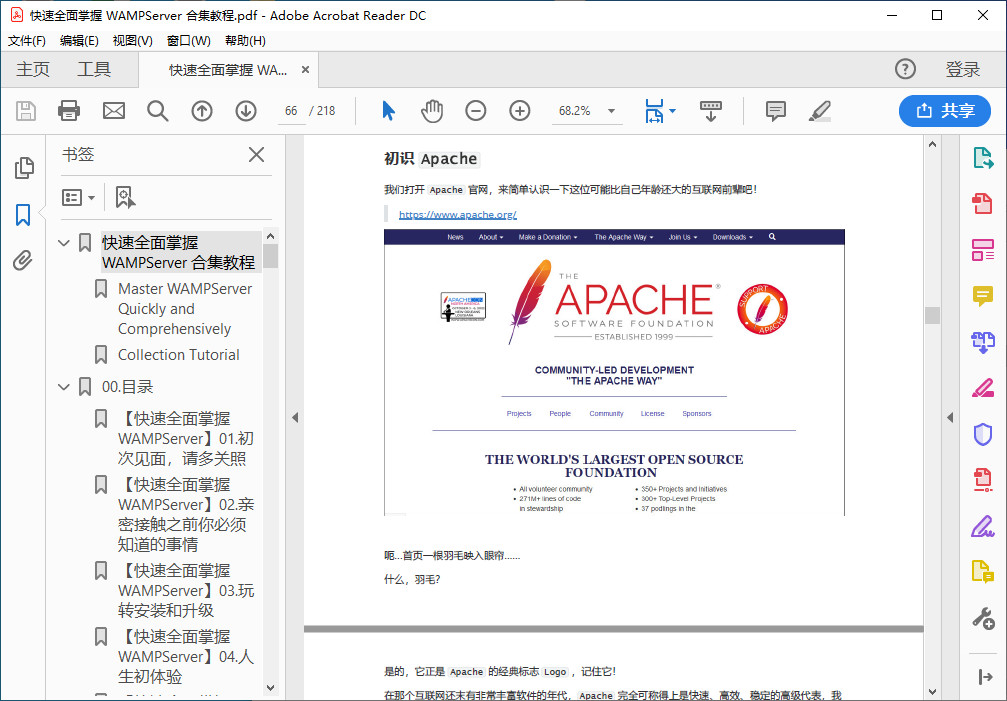 快速全面掌握 WAMPServer 合集教程.pdf - Adobe Acrobat Reader DC
文件(F) 编辑(E) 视图(V) 窗口(W) 帮助(H)
主页 工具 快速全面掌握 WA... × 登录
66 / 218 68.2% 共享
书签
快速全面掌握
WAMPServer 合集教程
Master WAMPServer
Quickly and
Comprehensively
Collection Tutorial
00.目录
【快速全面掌握
WAMPServer】01.初
次见面，请多关照
【快速全面掌握
WAMPServer】02.亲
密接触之前你必须
知道的事情
【快速全面掌握
WAMPServer】03.玩
转安装和升级
【快速全面掌握
WAMPServer】04.人
生初体验
初识 Apache
我们打开 Apache 官网，来简单认识一下这位可能比自己年龄还大的互联网前辈吧！
https://www.apache.org/
News About Make a Donation The Apache Way Join Us Downloads
THE
APACHE®
SOFTWARE FOUNDATION
ESTABLISHED 1999
SUPPORT APACHE
COMMUNITY-LED DEVELOPMENT
"THE APACHE WAY"
Projects People Community License Sponsors
THE WORLD'S LARGEST OPEN SOURCE
FOUNDATION
• All volunteer community
• 271M+ lines of code
in stewardship
• 350+ Projects and Initiatives
• 300+ Top-Level Projects
• 37 podlings in the
呃...首页一根羽毛映入眼帘......
什么，羽毛？
是的，它正是 Apache 的经典标志 Logo ，记住它！
在那个互联网还未有非常丰富软件的年代，Apache 完全可称得上是快速、高效、稳定的高级代表，我